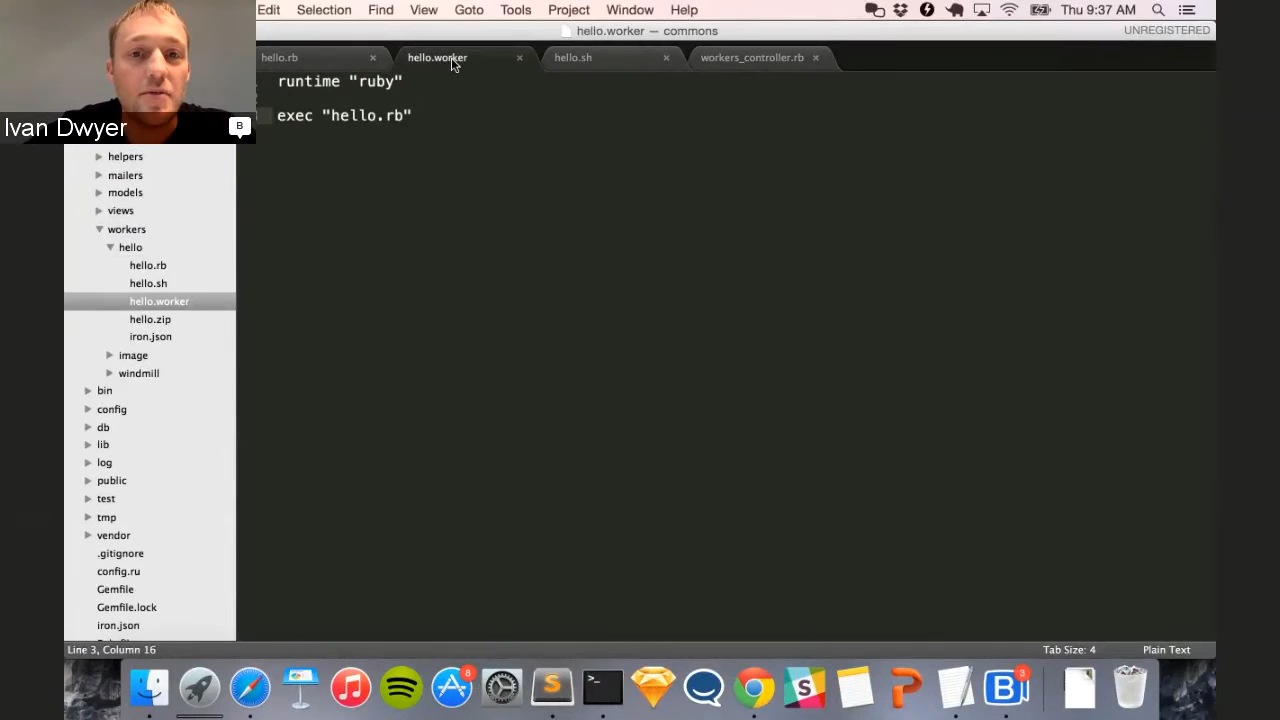 Edit Selection Find View Goto Tools Project Window Help Thu 9:37 AM
hello.worker — commons UNREGISTERED
hello.rb hello.worker hello.sh workers_controller.rb
runtime "ruby"
exec "hello.rb"
Ivan Dwyer B
helpers
mailers
models
views
workers
hello
hello.rb
hello.sh
hello.worker
hello.zip
iron.json
image
windmill
bin
config
db
lib
log
public
test
tmp
vendor
.gitignore
config.ru
Gemfile
Gemfile.lock
iron.json
Line 3, Column 16 Tab Size: 4 Plain Text
8 S >_ S P B 3